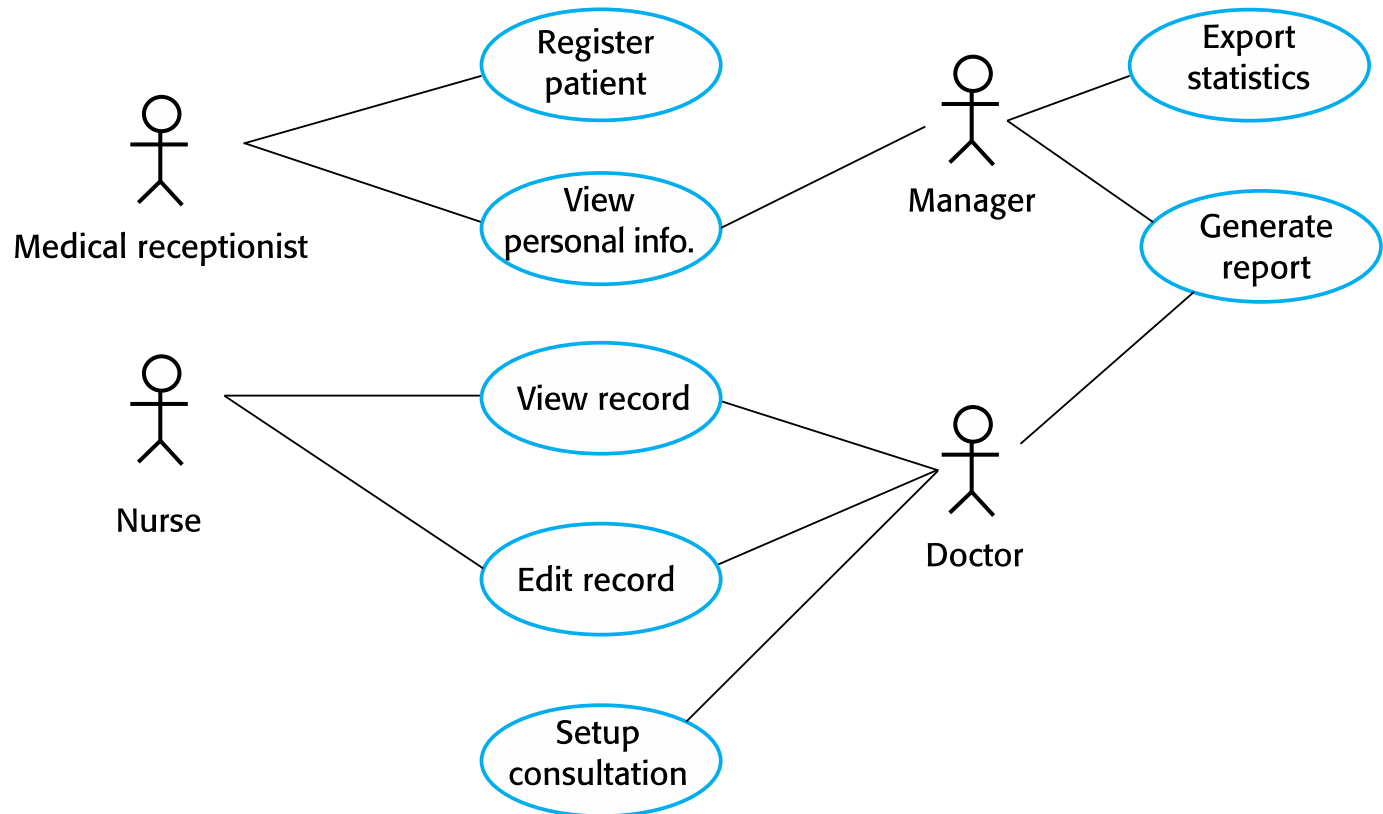 Register
patient
Export
statistics
Medical receptionist
View
personal info.
Manager
Generate
report
Nurse
View record
Edit record
Doctor
Setup
consultation